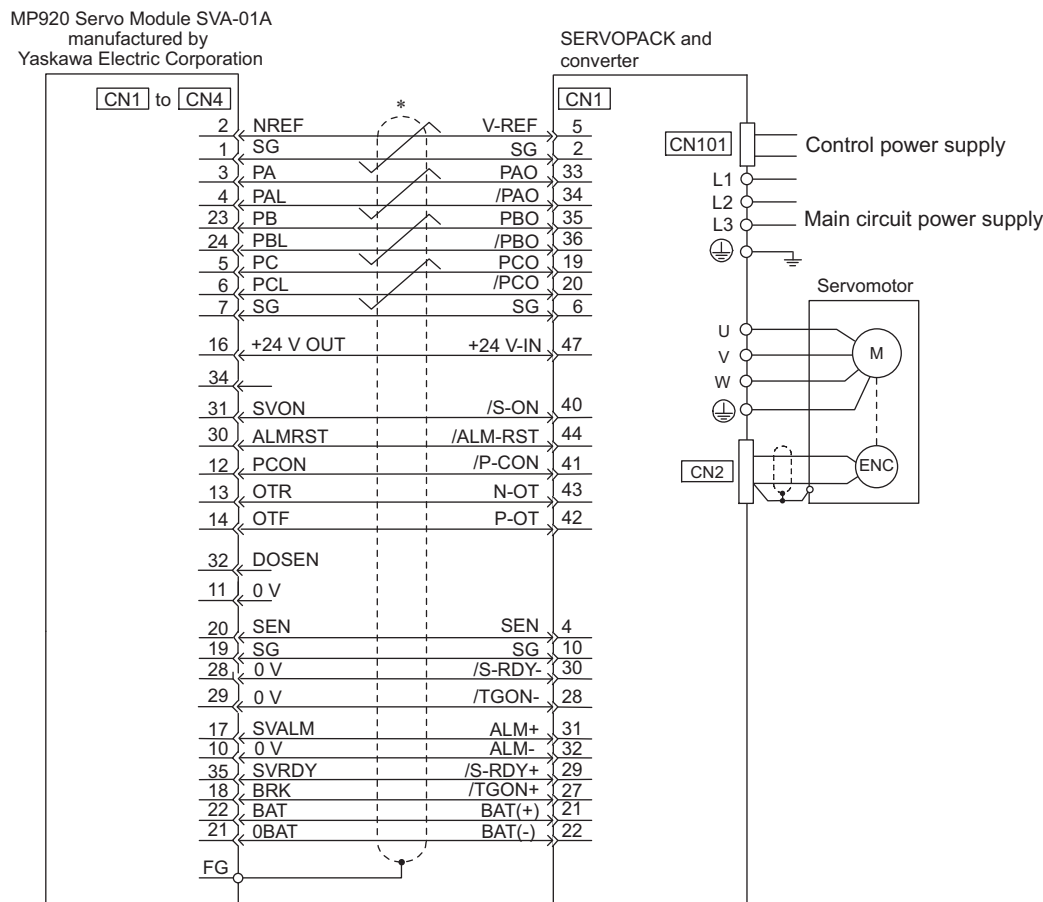 MP920 Servo Module SVA-01A
manufactured by
Yaskawa Electric Corporation
SERVOPACK and
converter
CN1 to CN4
*
CN1
2 NREF V-REF 5
1 SG SG 2
3 PA PAO 33
4 PAL /PAO 34
23 PB PBO 35
24 PBL /PBO 36
5 PC PCO 19
6 PCL /PCO 20
7 SG SG 6
16 +24 V OUT +24 V-IN 47
34
31 SVON /S-ON 40
30 ALMRST /ALM-RST 44
12 PCON /P-CON 41
13 OTR N-OT 43
14 OTF P-OT 42
32 DOSEN
11 0 V
20 SEN SEN 4
19 SG SG 10
28 0 V /S-RDY- 30
29 0 V /TGON- 28
17 SVALM ALM+ 31
10 0 V ALM- 32
35 SVRDY /S-RDY+ 29
18 BRK /TGON+ 27
22 BAT BAT(+) 21
21 0BAT BAT(-) 22
FG
CN101 Control power supply
L1
L2
L3 Main circuit power supply
Servomotor
U
V
W
M
CN2
ENC